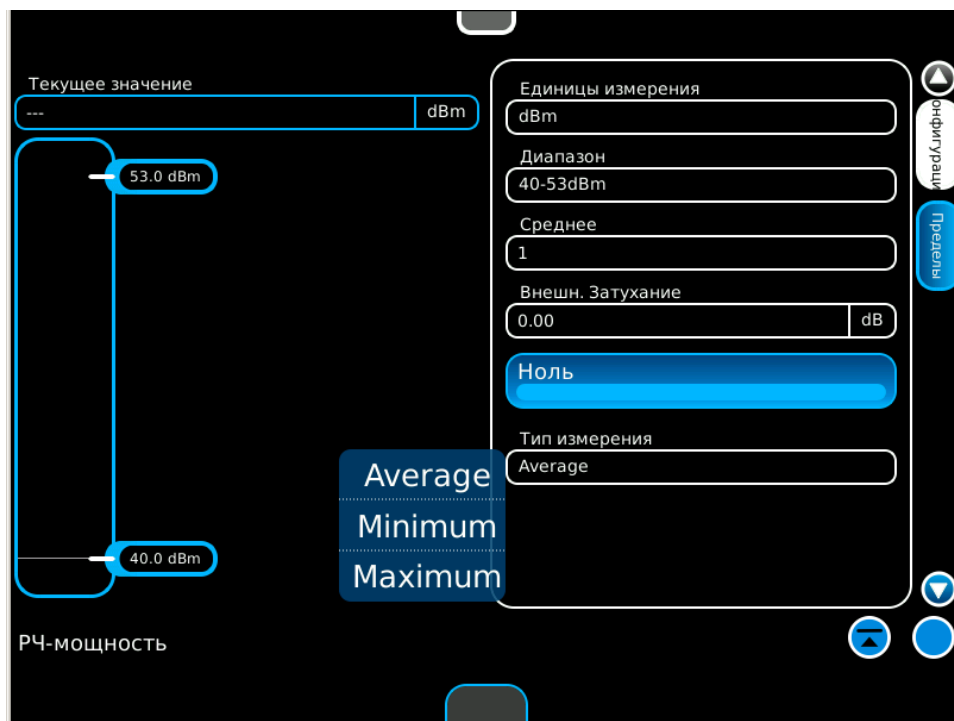 Текущее значение
--- dBm
53.0 dBm
40.0 dBm
РЧ-мощность
Единицы измерения
dBm
Диапазон
40-53dBm
Среднее
1
Внешн. Затухание
0.00 dB
Ноль
Тип измерения
Average
Average
Minimum
Maximum
онфигураци
Пределы